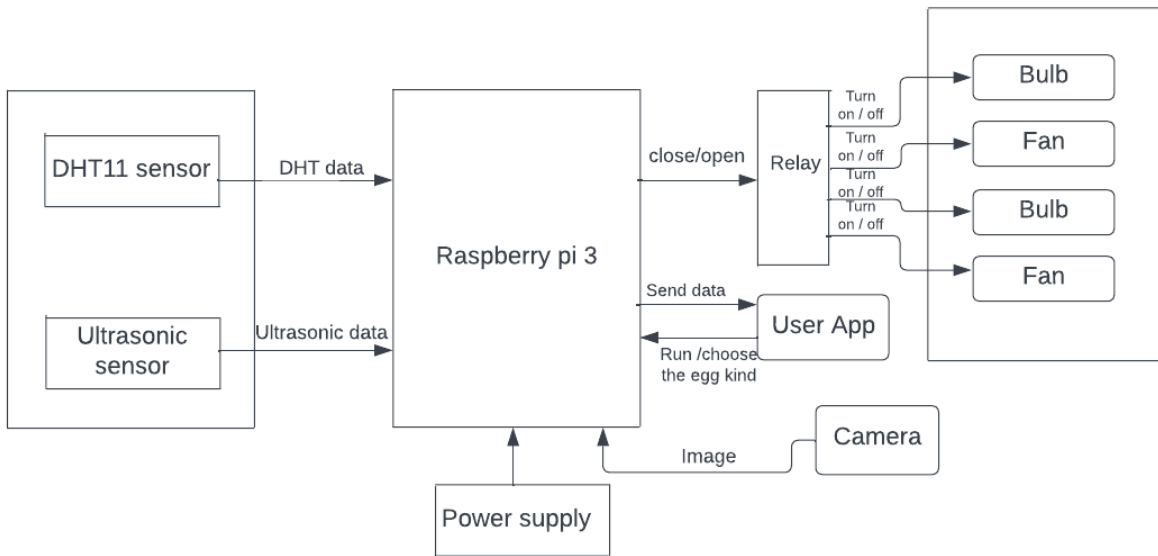 DHT11 sensor
DHT data
Ultrasonic
sensor
Ultrasonic data
Raspberry pi 3
Power supply
close/open
Relay
Turn
on / off
Turn
on / off
Turn
on / off
Turn
on / off
Bulb
Fan
Bulb
Fan
Send data
User App
Run /choose
the egg kind
Camera
Image